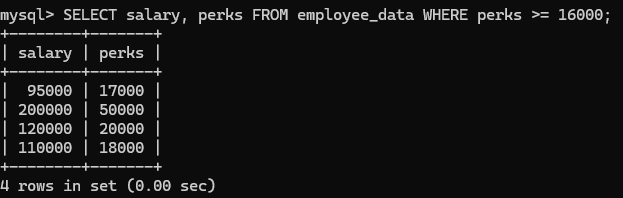 mysql> SELECT salary, perks FROM employee_data WHERE perks >= 16000;
+--------+-------+
| salary | perks |
+--------+-------+
|  95000 | 17000 |
| 200000 | 50000 |
| 120000 | 20000 |
| 110000 | 18000 |
+--------+-------+
4 rows in set (0.00 sec)